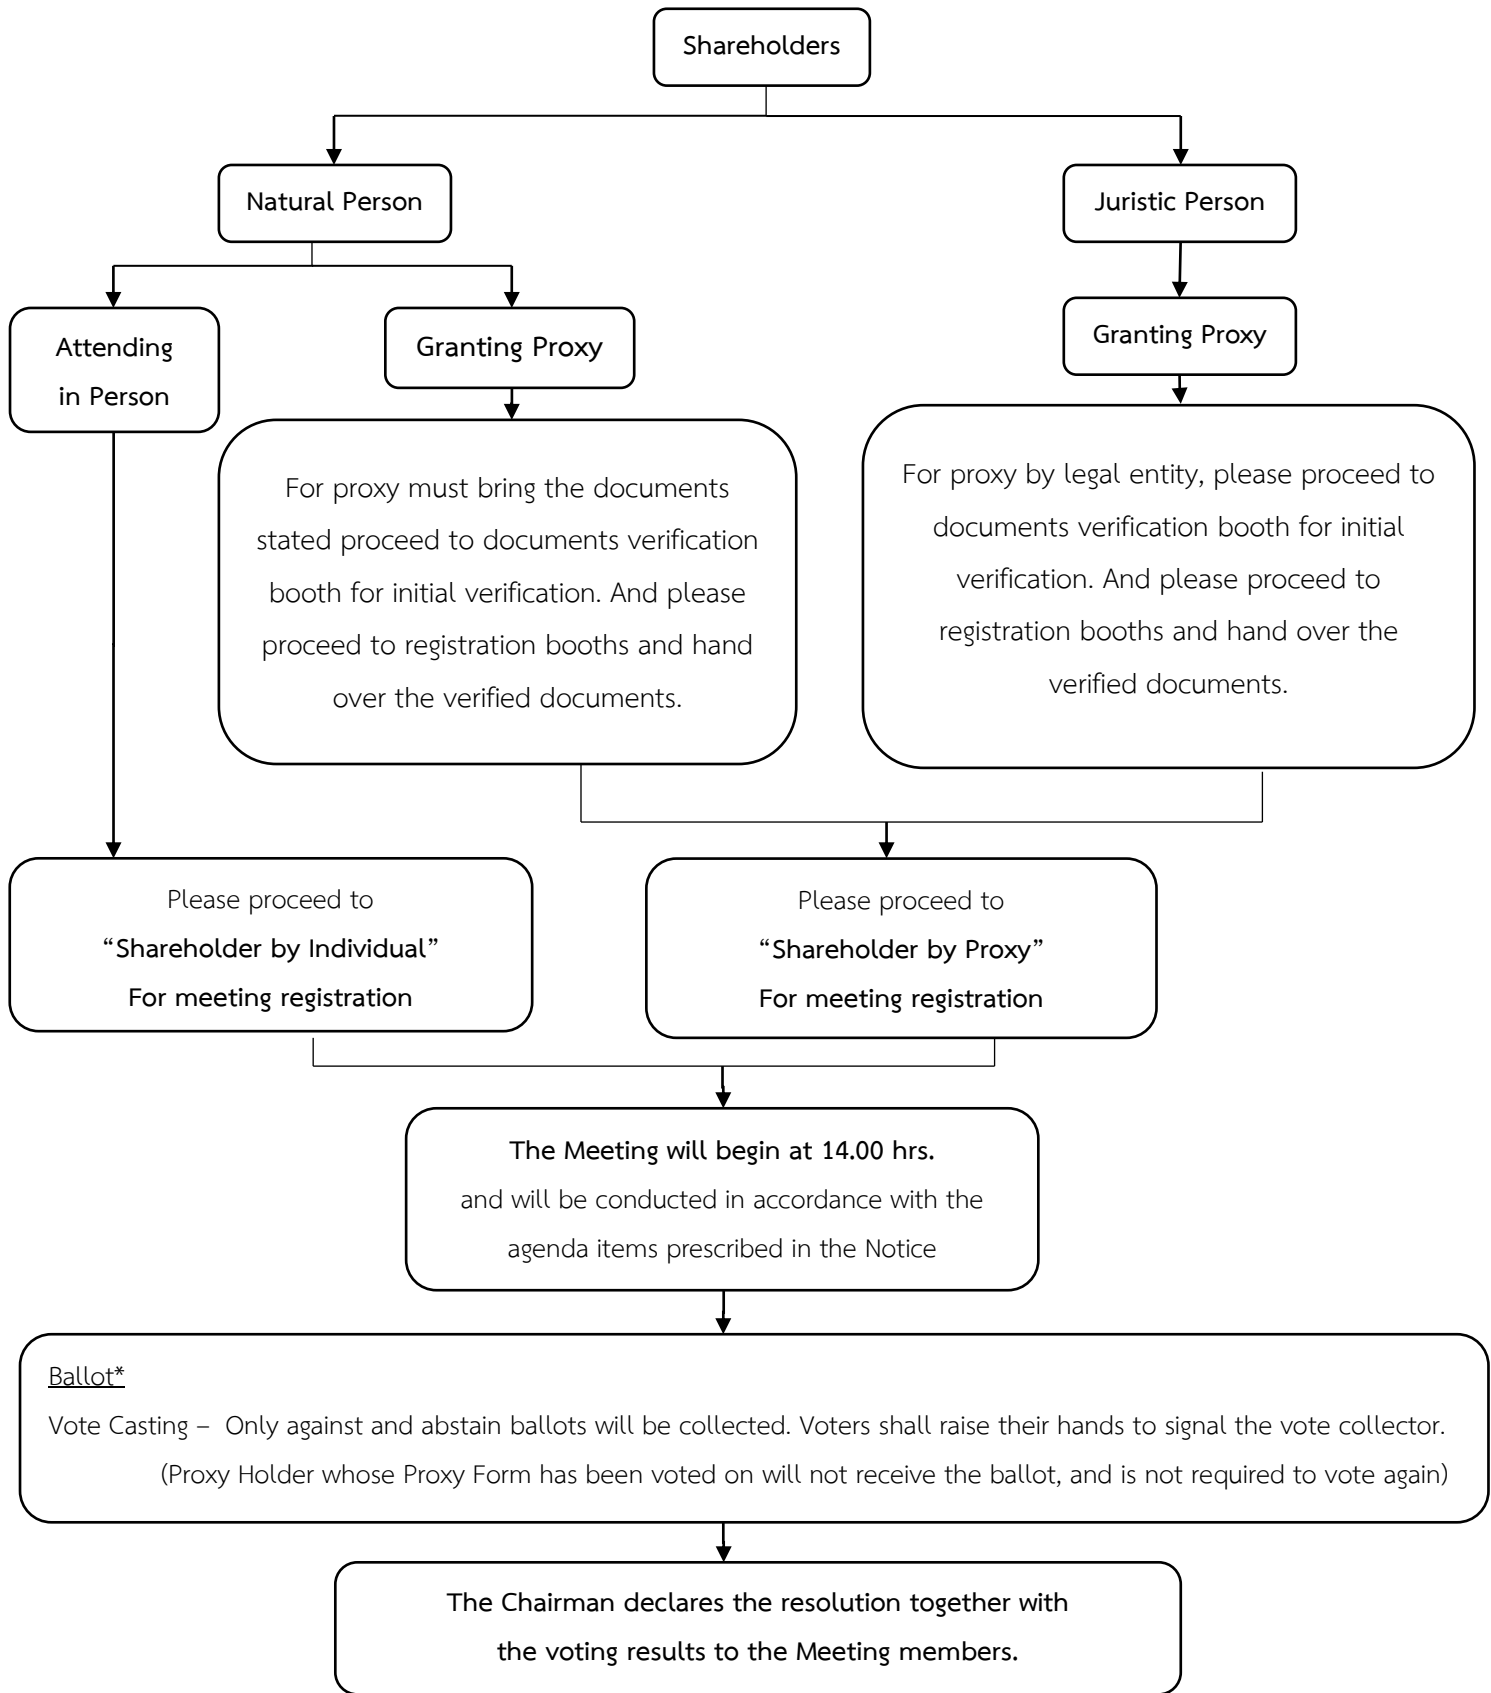 Shareholders
Natural Person
Juristic Person
Attending
in Person
Granting Proxy
Granting Proxy
For proxy must bring the documents
stated proceed to documents verification
booth for initial verification. And please
proceed to registration booths and hand
over the verified documents.
For proxy by legal entity, please proceed to
documents verification booth for initial
verification. And please proceed to
registration booths and hand over the
verified documents.
Please proceed to
“Shareholder by Individual”
For meeting registration
Please proceed to
“Shareholder by Proxy”
For meeting registration
The Meeting will begin at 14.00 hrs.
and will be conducted in accordance with the
agenda items prescribed in the Notice
Ballot*
Vote Casting – Only against and abstain ballots will be collected. Voters shall raise their hands to signal the vote collector.
(Proxy Holder whose Proxy Form has been voted on will not receive the ballot, and is not required to vote again)
The Chairman declares the resolution together with
the voting results to the Meeting members.